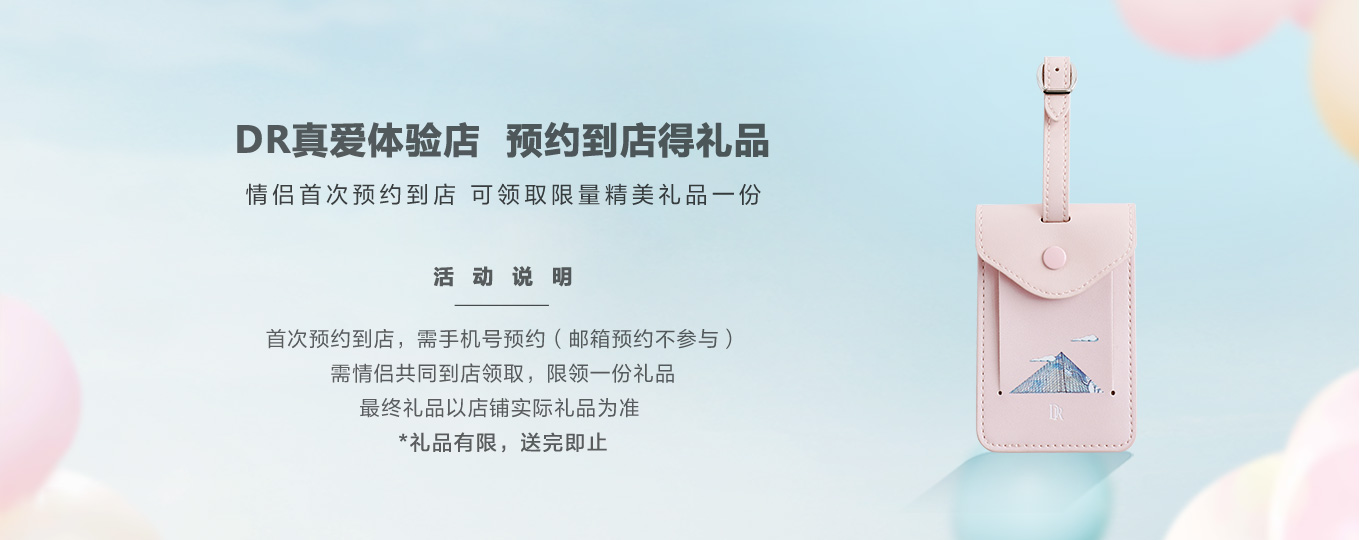 DR真爱体验店 预约到店得礼品
情侣首次预约到店 可领取限量精美礼品一份
活动说明
首次预约到店，需手机号预约（邮箱预约不参与）
需情侣共同到店领取，限领一份礼品
最终礼品以店铺实际礼品为准
*礼品有限，送完即止
DR